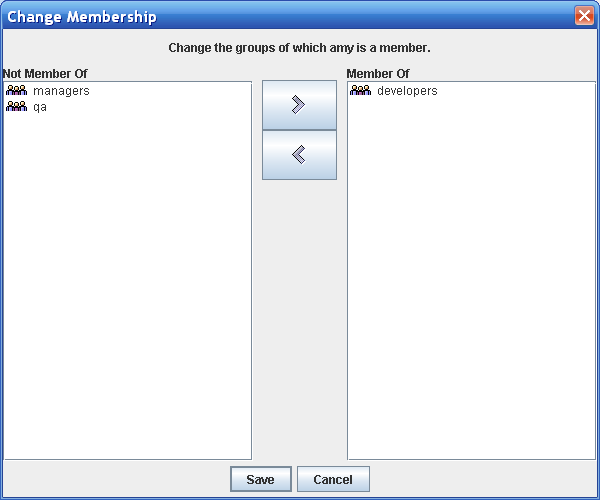 Change Membership
Change the groups of which amy is a member.
Not Member Of
managers
qa
Member Of
developers
Save
Cancel